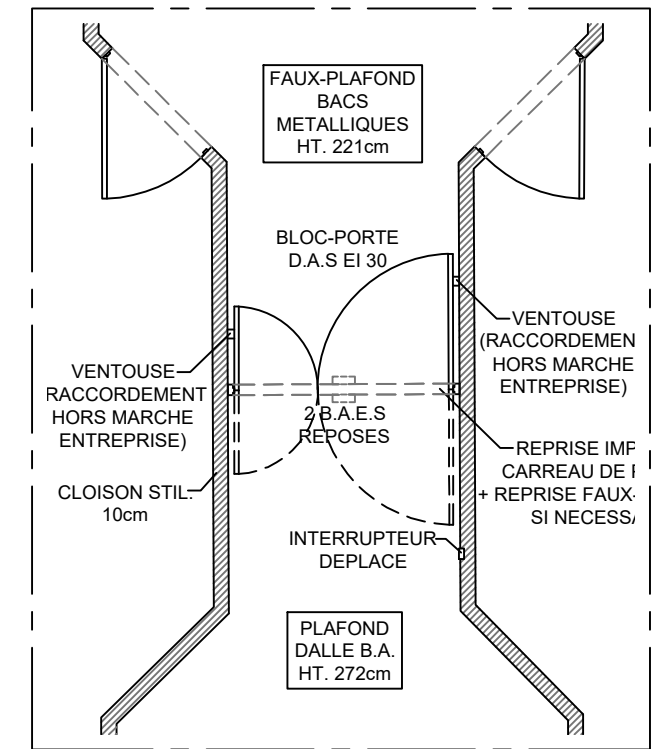 FAUX-PLAFOND
BACS
METALLIQUES
HT. 221cm
BLOC-PORTE
D.A.S EI 30
VENTOUSE
(RACCORDEMEN
HORS MARCHE
ENTREPRISE)
VENTOUSE
RACCORDEMENT
HORS MARCHE
ENTREPRISE)
2 B.A.E.S
REPOSES
REPRISE IMP
CARREAU DE
+ REPRISE FAUX-
SI NECESSA
CLOISON STIL.
10cm
INTERRUPTEUR
DEPLACE
PLAFOND
DALLE B.A.
HT. 272cm